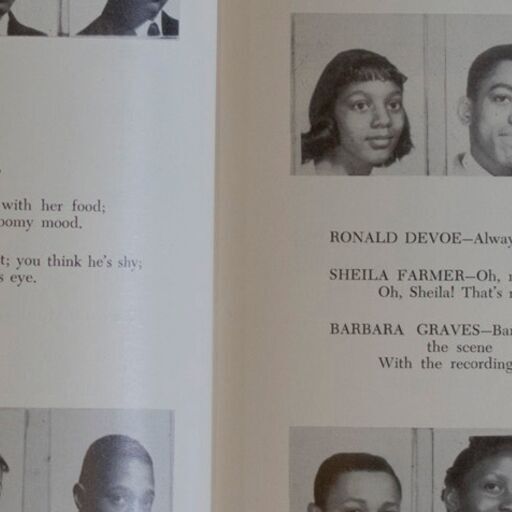 with her food;
oomy mood.
t; you think he's shy;
s eye.
RONALD DEVOE—Alway
SHEILA FARMER—Oh, r
Oh, Sheila! That's r
BARBARA GRAVES—Bar
the scene
With the recording